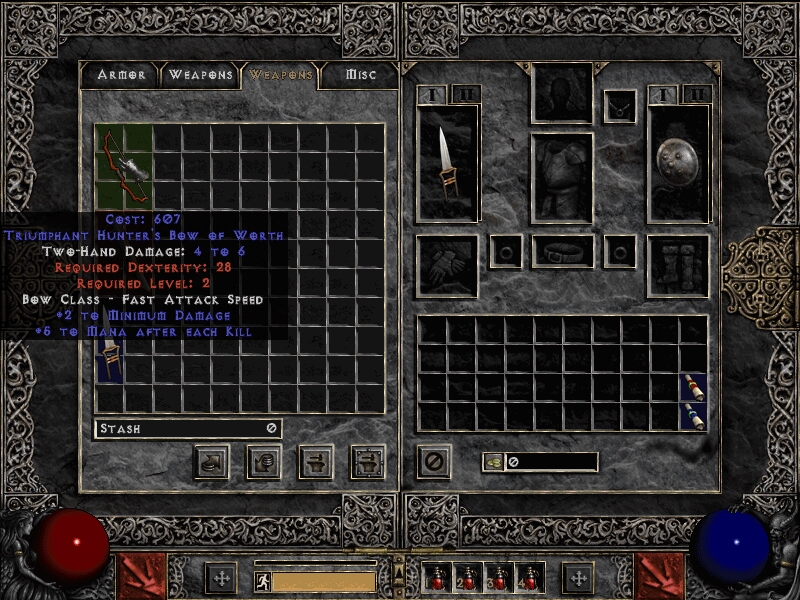 Armor Weapons Weapons Misc
I II I II
Cost: 607
Triumphant Hunter's Bow of Worth
Two-Hand Damage: 4 to 6
Required Dexterity: 28
Required Level: 2
Bow Class - Fast Attack Speed
+2 to Minimum Damage
+5 to Mana after each Kill
Stash 0
0
2 3 4